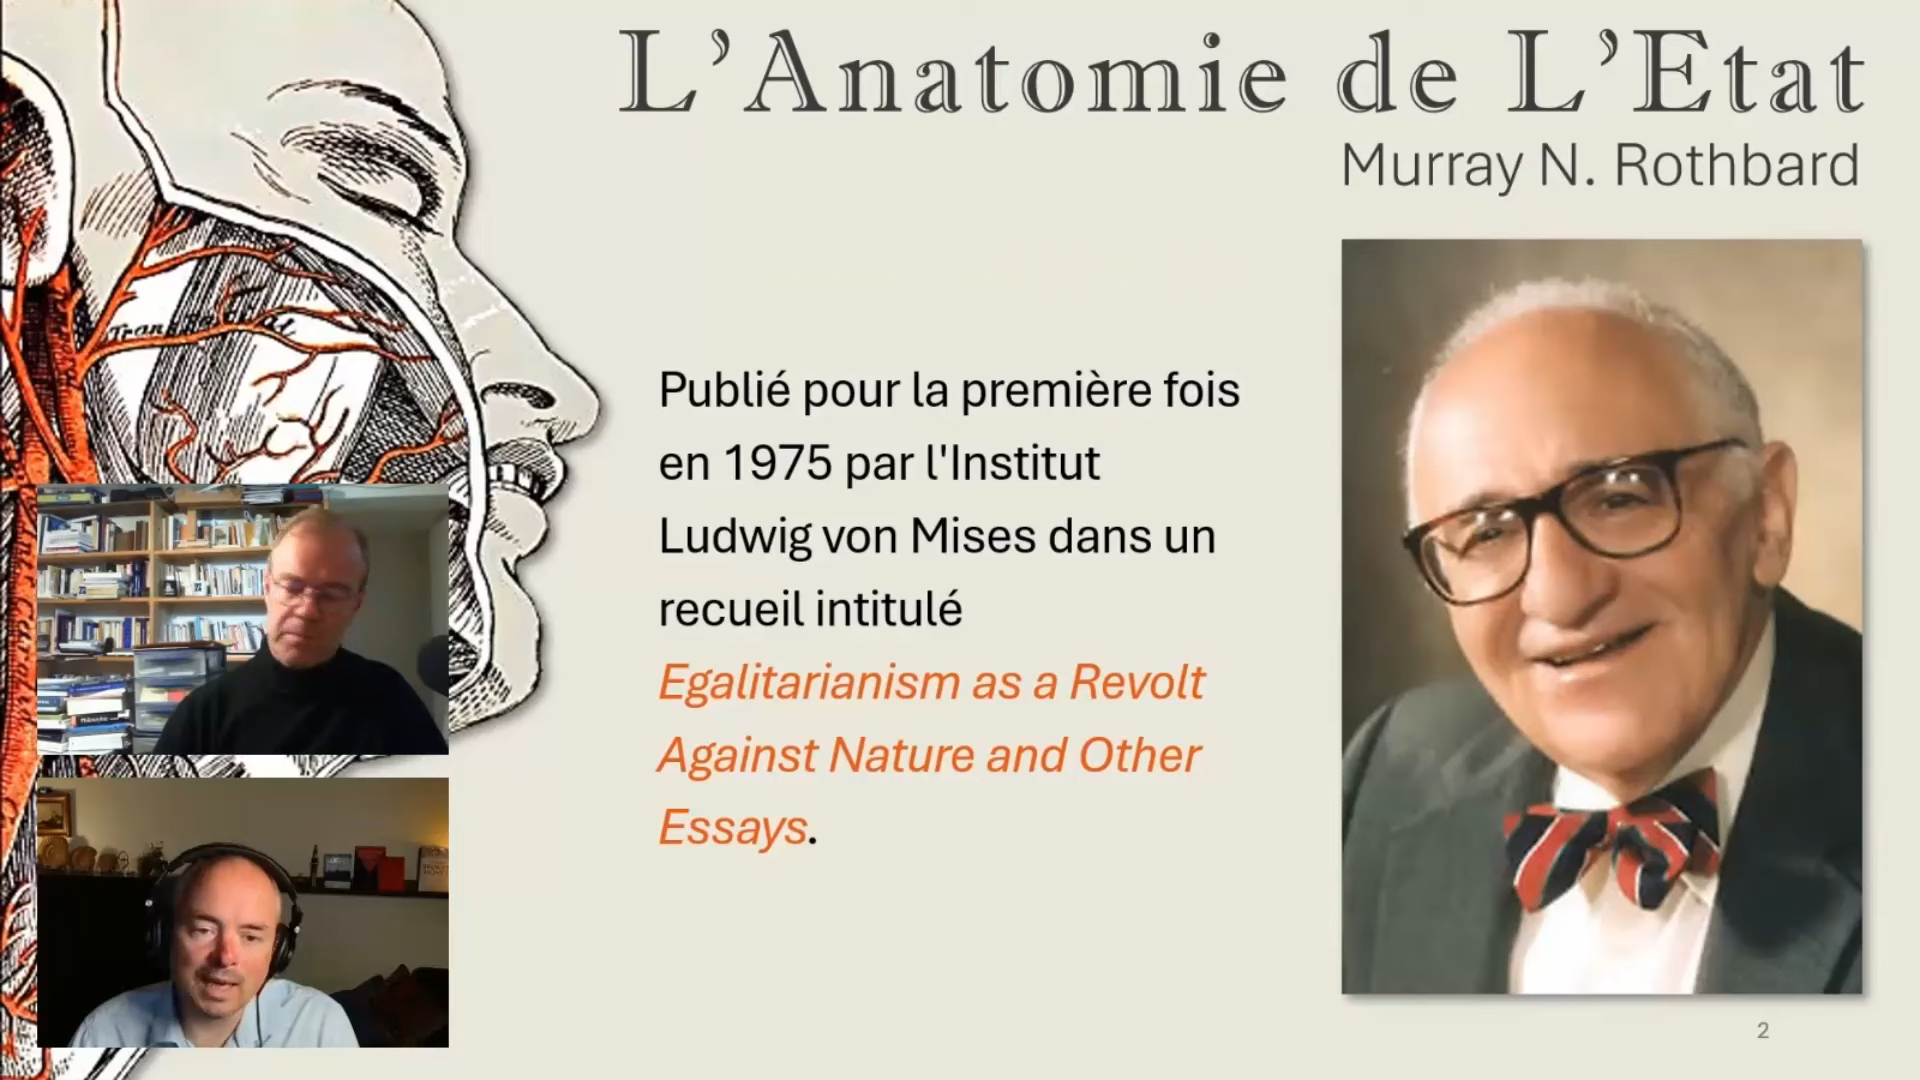 L'Anatomie de L'Etat
Murray N. Rothbard
Publié pour la première fois
en 1975 par l'Institut
Ludwig von Mises dans un
recueil intitulé
Egalitarianism as a Revolt
Against Nature and Other
Essays.
2